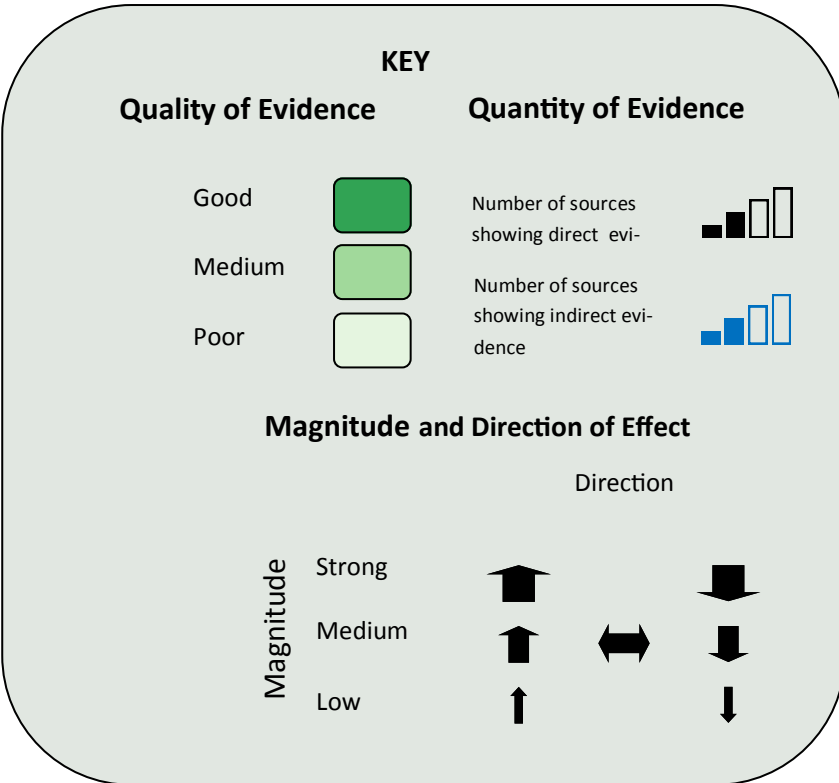 KEY
Quality of Evidence
Quantity of Evidence
Good
Medium
Poor
Number of sources
showing direct evi-
Number of sources
showing indirect evi-
dence
Magnitude and Direction of Effect
Direction
Magnitude
Strong
Medium
Low